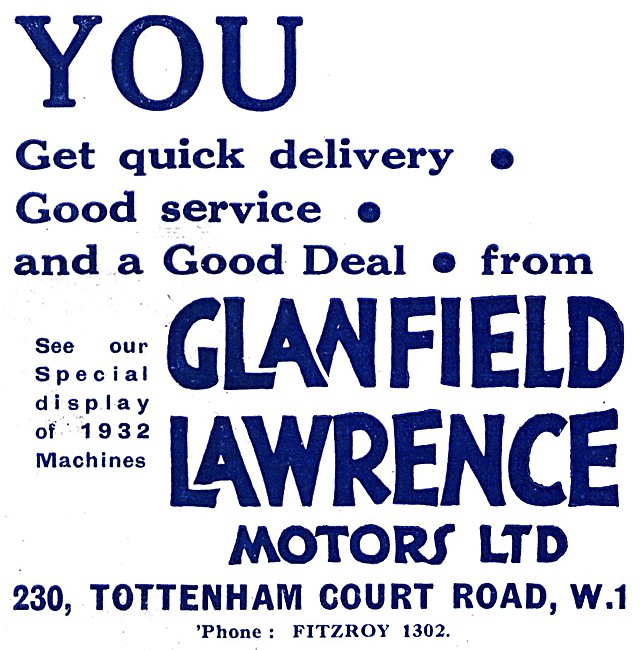 YOU
Get quick delivery •
Good service •
and a Good Deal • from
GLANFIELD
LAWRENCE
MOTORS LTD
See our
Special
display
of 1932
Machines
230, TOTTENHAM COURT ROAD, W.1
'Phone : FITZROY 1302.